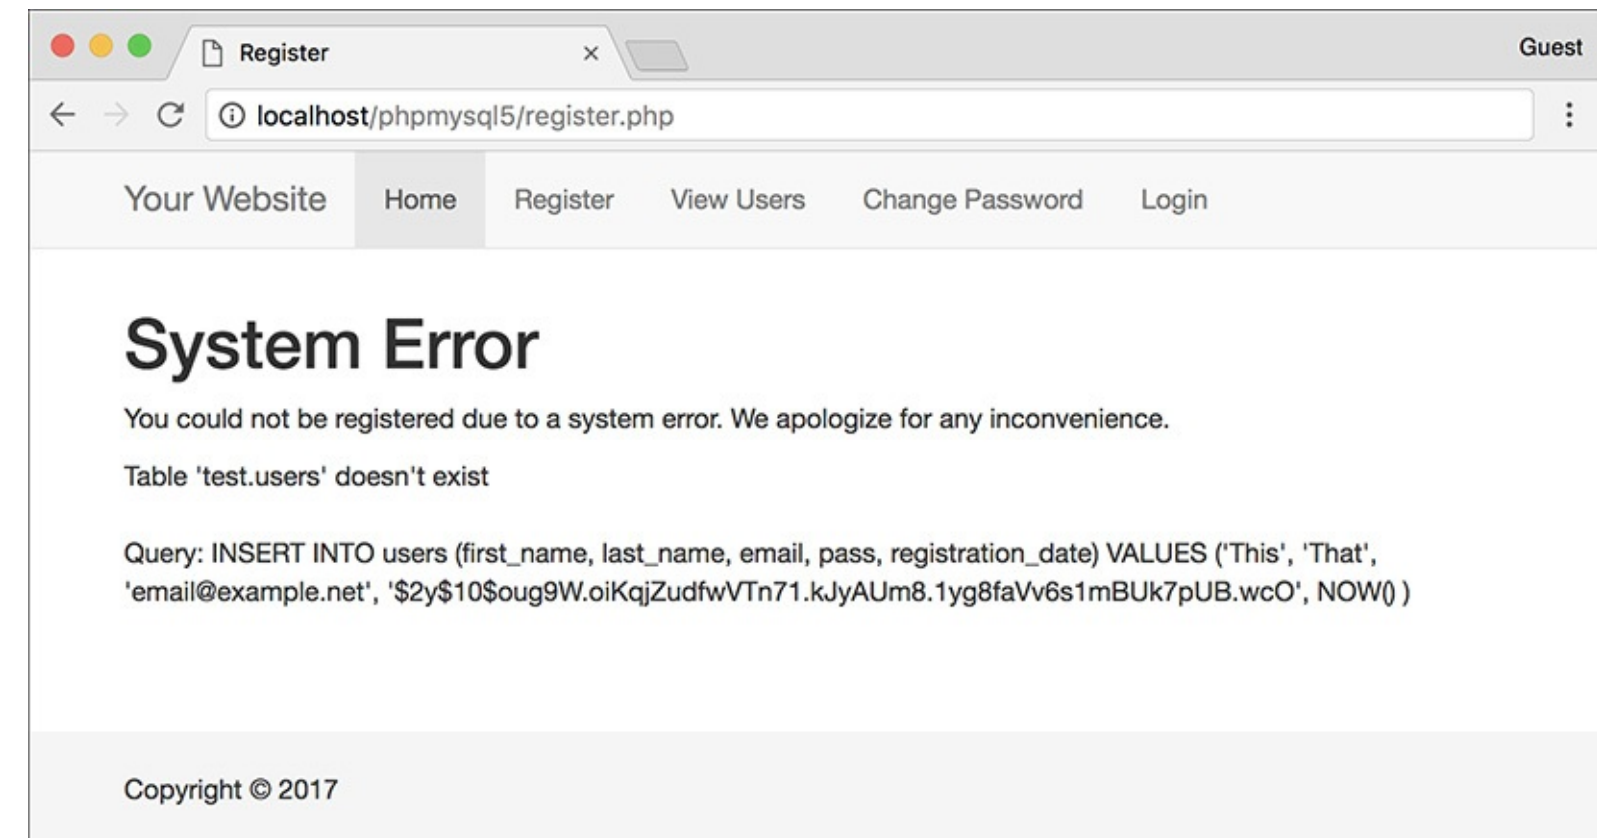 Register
Guest
localhost/phpmysql5/register.php
Your Website Home Register View Users Change Password Login
System Error
You could not be registered due to a system error. We apologize for any inconvenience.
Table 'test.users' doesn't exist
Query: INSERT INTO users (first_name, last_name, email, pass, registration_date) VALUES ('This', 'That',
'email@example.net', '$2y$10$oug9W.oiKqjZudfwVTn71.kJyAUm8.1yg8faVv6s1mBUk7pUB.wcO', NOW() )
Copyright © 2017